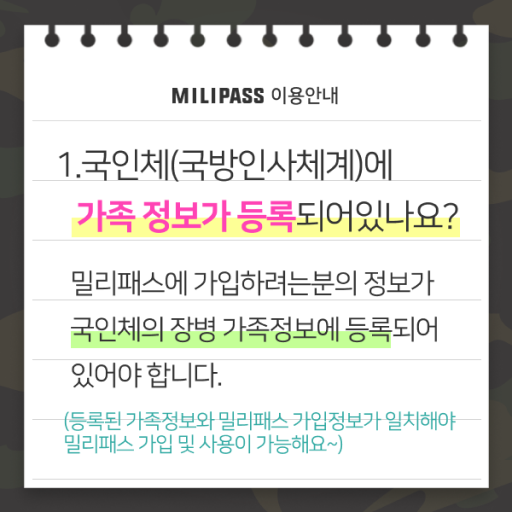 MILIPASS 이용안내
1.국인체(국방인사체계)에
가족 정보가 등록되어있나요?
밀리패스에 가입하려는분의 정보가
국인체의 장병 가족정보에 등록되어
있어야 합니다.
(등록된 가족정보와 밀리패스 가입정보가 일치해야
밀리패스 가입 및 사용이 가능해요~)